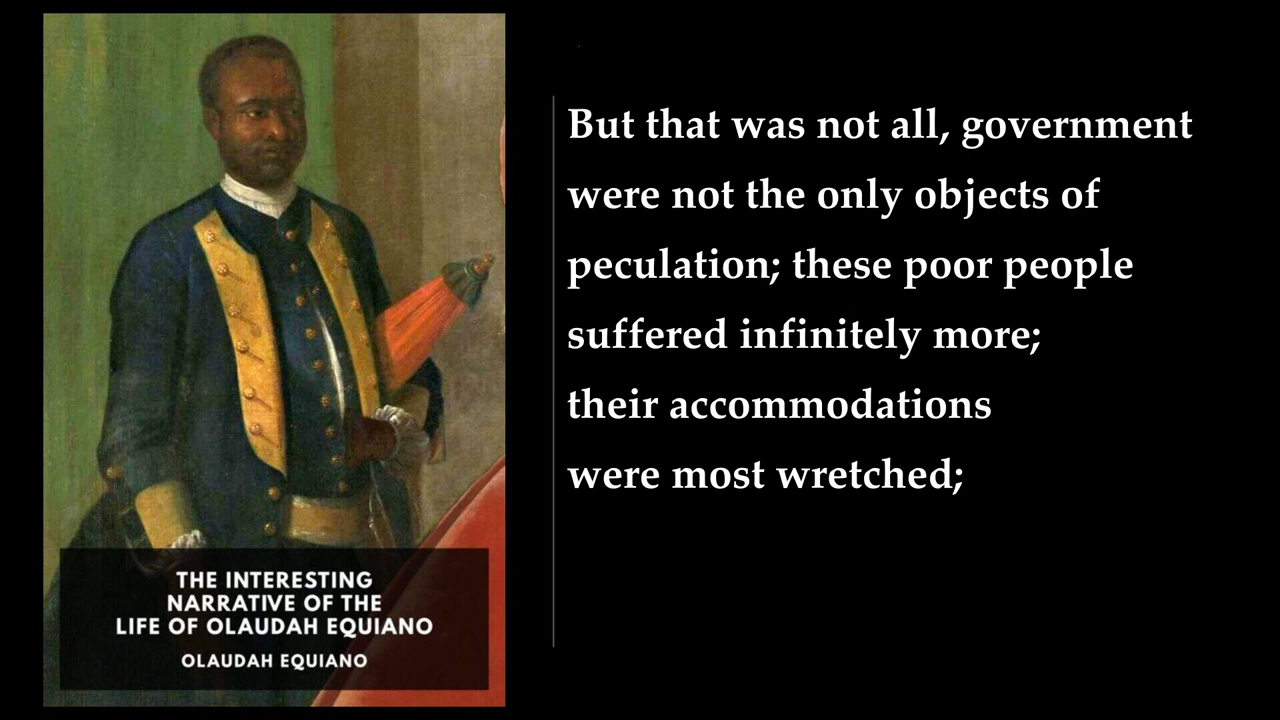 THE INTERESTING
NARRATIVE OF THE
LIFE OF OLAUDAH EQUIANO
OLAUDAH EQUIANO
But that was not all, government
were not the only objects of
peculation; these poor people
suffered infinitely more;
their accommodations
were most wretched;